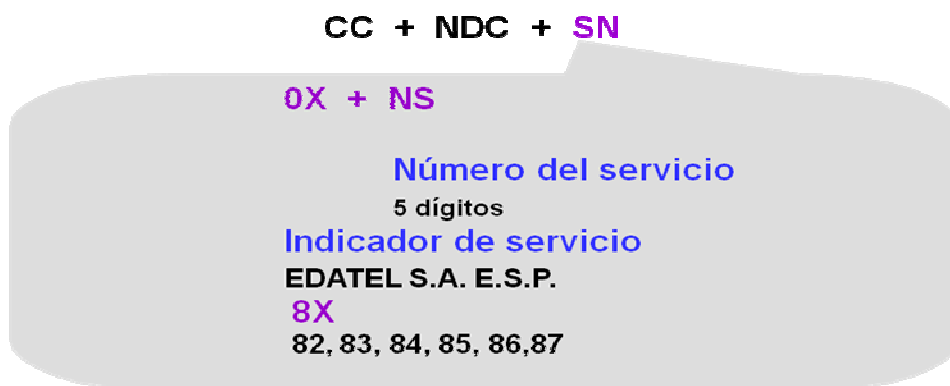 CC + NDC + SN
0X + NS
Número del servicio
5 dígitos
Indicador de servicio
EDATEL S.A. E.S.P.
8X
82, 83, 84, 85, 86,87